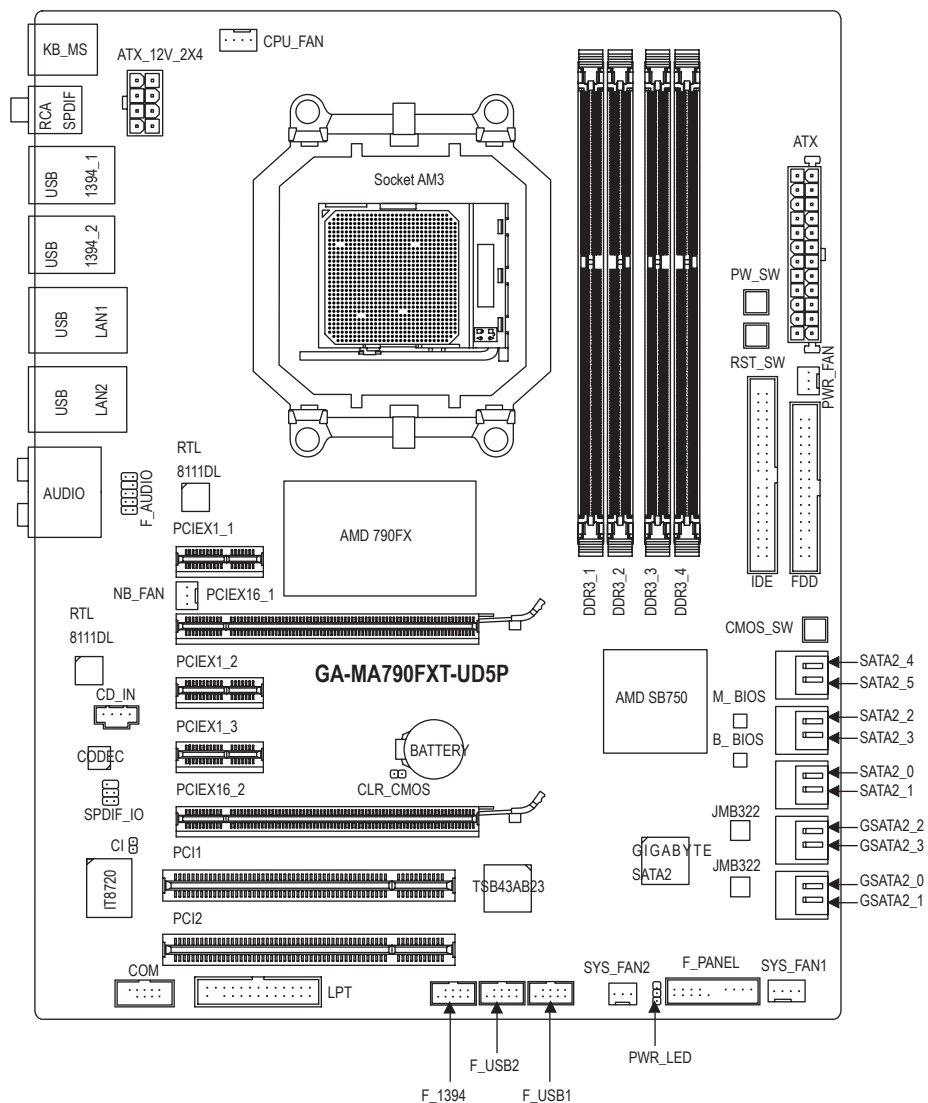 KB_MS
ATX_12V_2X4
CPU_FAN
RCA
SPDIF
USB
1394_1
USB
1394_2
USB
LAN1
USB
LAN2
AUDIO
F_AUDIO
Socket AM3
ATX
PW_SW
RST_SW
PWR_FAN
RTL
8111DL
PCIEX1_1
AMD 790FX
NB_FAN
PCIEX16_1
DDR3_1
DDR3_2
DDR3_3
DDR3_4
IDE
FDD
RTL
8111DL
CMOS_SW
PCIEX1_2
GA-MA790FXT-UD5P
AMD SB750
M_ BIOS
B_ BIOS
SATA2_4
SATA2_5
SATA2_2
SATA2_3
SATA2_0
SATA2_1
CD_IN
PCIEX1_3
BATTERY
CODEC
CLR_CMOS
PCIEX16_2
SPDIF_IO
JMB322
GSATA2_2
GSATA2_3
CI
PCI1
GIGABYTE
SATA2
JMB322
GSATA2_0
GSATA2_1
IT8720
TSB43AB23
PCI2
COM
LPT
SYS_FAN2
F_PANEL
SYS_FAN1
PWR_LED
F_USB2
F_1394
F_USB1